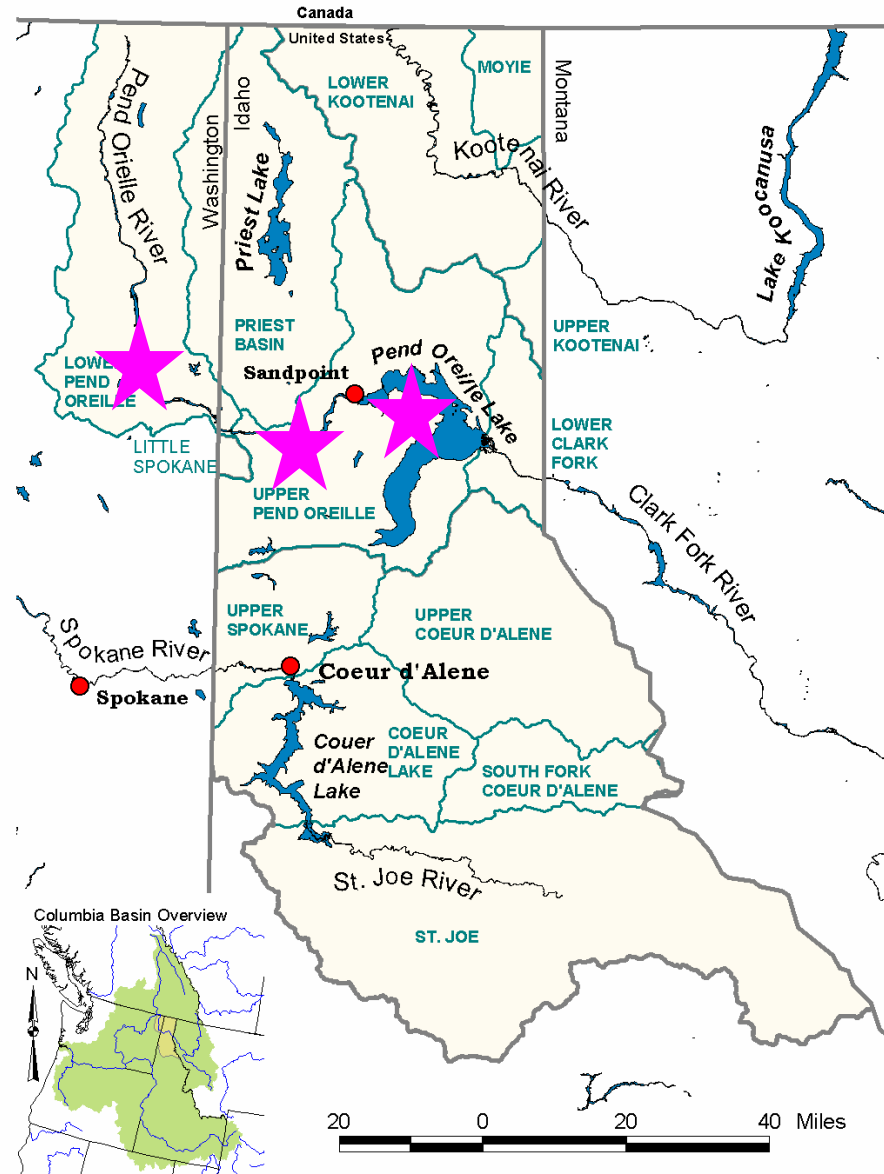 Canada
United States
Pend Orielle River
Washington
Idaho
LOWER
KOOTENAI
MOYIE
Montana
Kootenai River
Lake Koocanusa
Priest Lake
PRIEST
BASIN
UPPER
KOOTENAI
Pend Oreille Lake
Sandpoint
LOWER
PEND
OREILLE
LITTLE
SPOKANE
LOWER
CLARK
FORK
UPPER
PEND OREILLE
Clark Fork River
UPPER
SPOKANE
UPPER
COEUR D'ALENE
Spokane River
Coeur d'Alene
Spokane
Couer
d'Alene
Lake
COEUR
D'ALENE
LAKE
SOUTH FORK
COEUR D'ALENE
St. Joe River
ST. JOE
Columbia Basin Overview
N
20 0 20 40 Miles